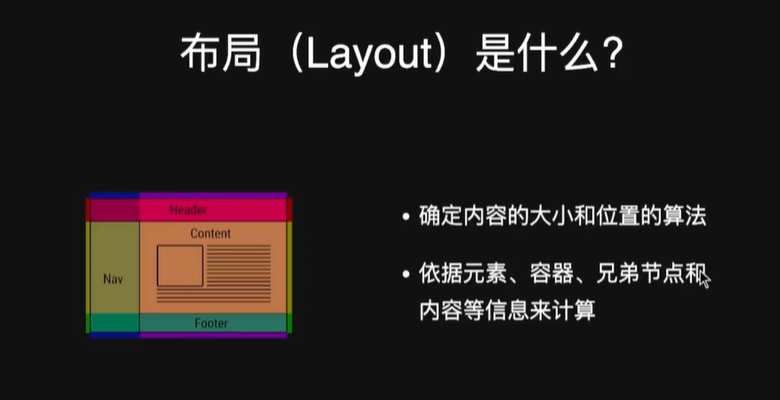 布局（Layout）是什么?
Header
Content
Nav
Footer
• 确定内容的大小和位置的算法
• 依据元素、容器、兄弟节点和
内容等信息来计算